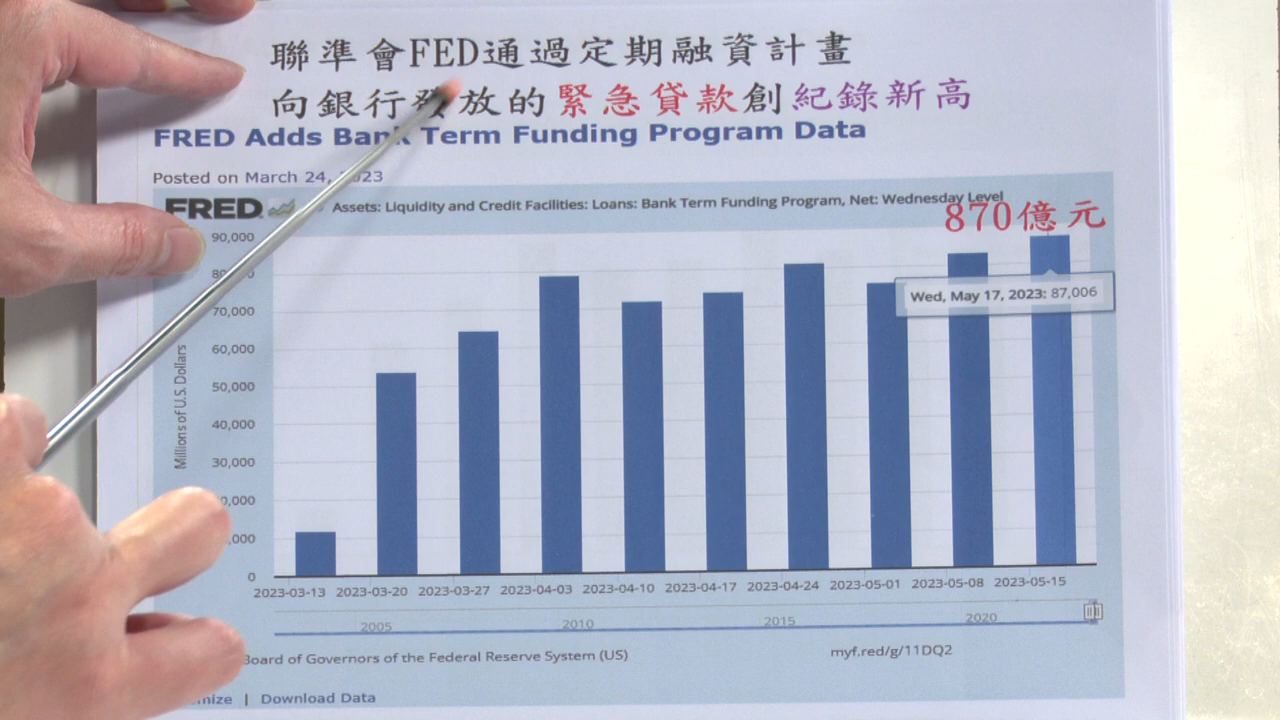 聯準會FED通過定期融資計畫
向銀行發放的緊急貸款創紀錄新高
FRED Adds Bank Term Funding Program Data
Posted on March 24, 2023
FRED
Assets: Liquidity and Credit Facilities: Loans: Bank Term Funding Program, Net: Wednesday Level
870億元
90,000
70,000
60,000
50,000
40,000
30,000
0
Millions of U.S. Dollars
Wed, May 17, 2023: 87,006
2023-03-13 2023-03-20 2023-03-27 2023-04-03 2023-04-10 2023-04-17 2023-04-24 2023-05-01 2023-05-08 2023-05-15
2005 2010 2015 2020
Board of Governors of the Federal Reserve System (US)
myf.red/g/11DQ2
| Download Data